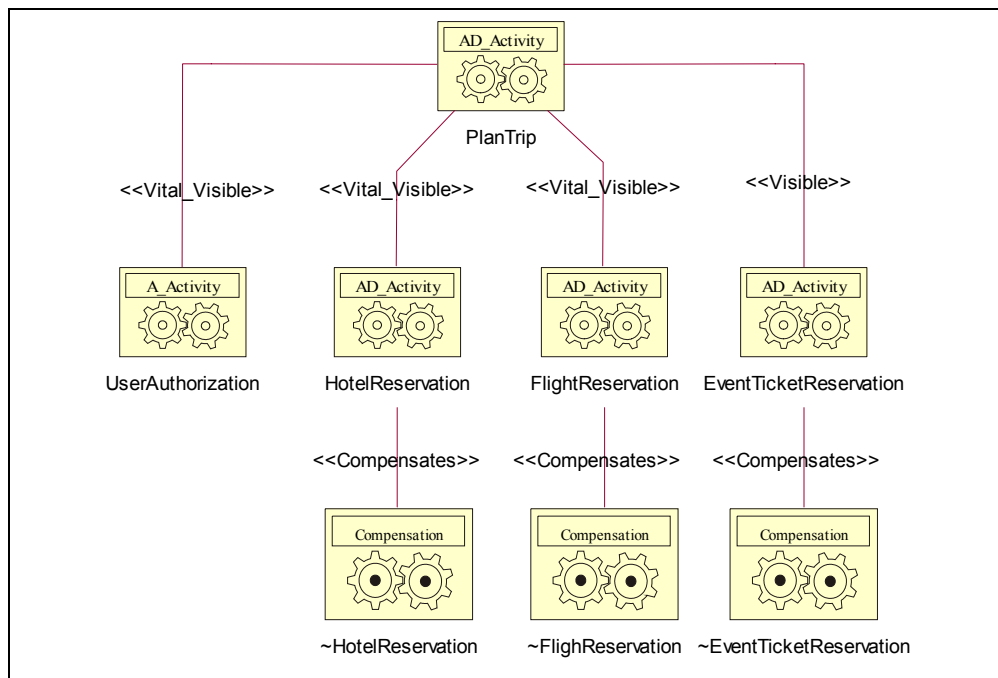 AD_Activity
PlanTrip
<<Vital_Visible>> <<Vital_Visible>> <<Vital_Visible>> <<Visible>>
A_Activity AD_Activity AD_Activity AD_Activity
UserAuthorization HotelReservation FlightReservation EventTicketReservation
<<Compensates>> <<Compensates>> <<Compensates>>
Compensation Compensation Compensation
~HotelReservation ~FlighReservation ~EventTicketReservation